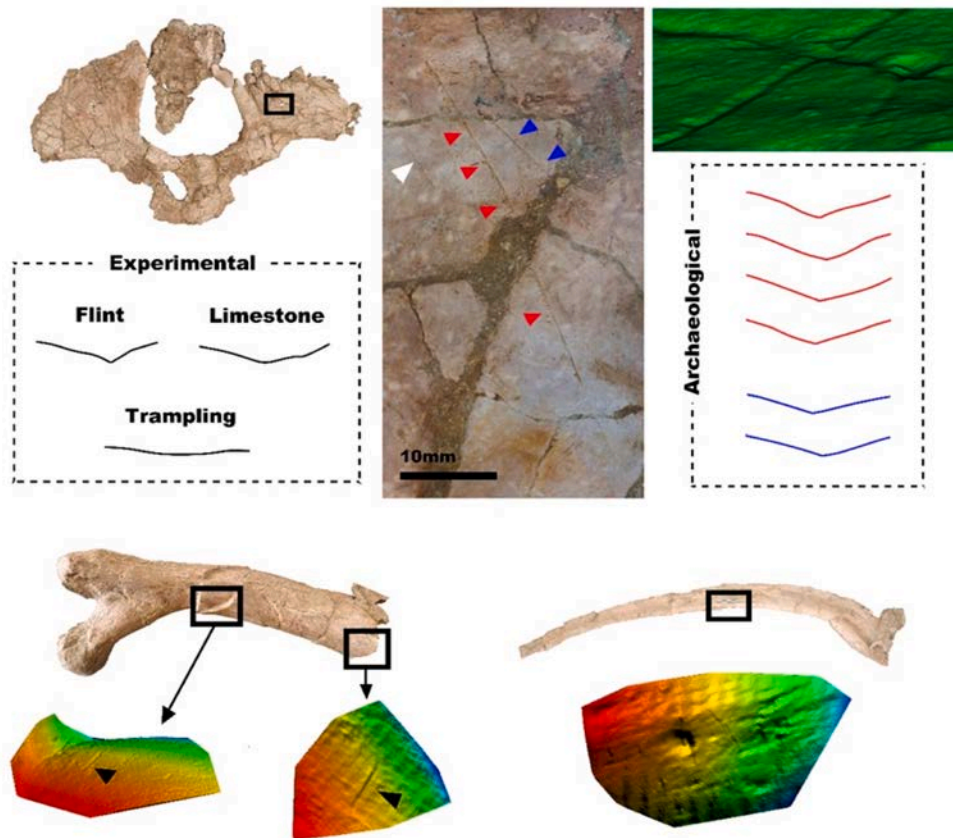 Experimental
Flint
Limestone
Trampling
10mm
Archaeological